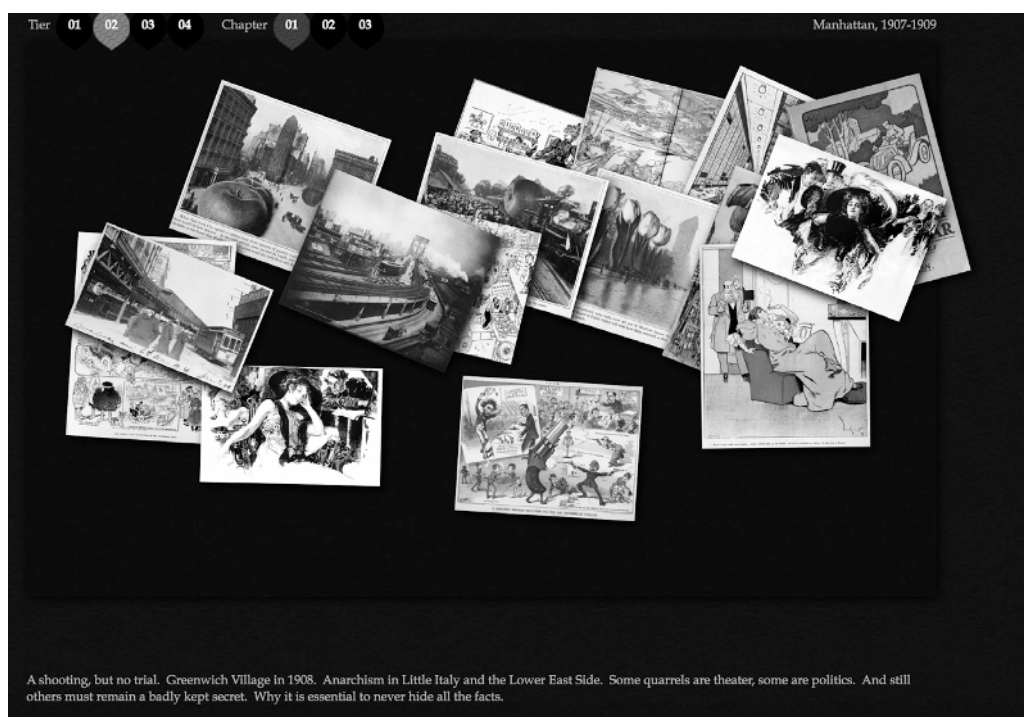 Tier 01 02 03 04 Chapter 01 02 03 Manhattan, 1907-1909
A shooting, but no trial. Greenwich Village in 1908. Anarchism in Little Italy and the Lower East Side. Some quarrels are theater, some are politics. And still
others must remain a badly kept secret. Why it is essential to never hide all the facts.